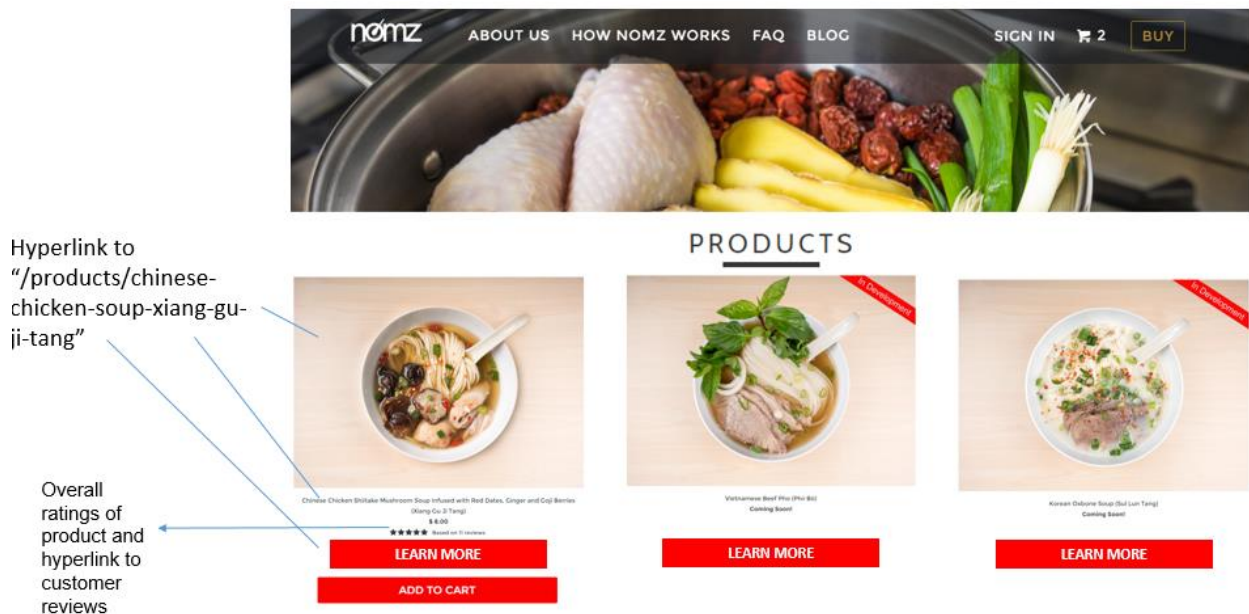 nomz
ABOUT US HOW NOMZ WORKS FAQ BLOG
SIGN IN 2 BUY
PRODUCTS
Hyperlink to
“/products/chinese-
chicken-soup-xiang-gu-
ji-tang”
In Development
In Development
Chinese Chicken Shiitake Mushroom Soup Infused with Red Dates, Ginger and Goji Berries
(Xiang Gu Ji Tang)
$ 8.00
Based on 11 reviews
Vietnamese Beef Pho (Phở Bò)
Coming Soon!
Korean Oxbone Soup (Sul Lun Tang)
Coming Soon!
Overall
ratings of
product and
hyperlink to
customer
reviews
LEARN MORE
LEARN MORE
LEARN MORE
ADD TO CART